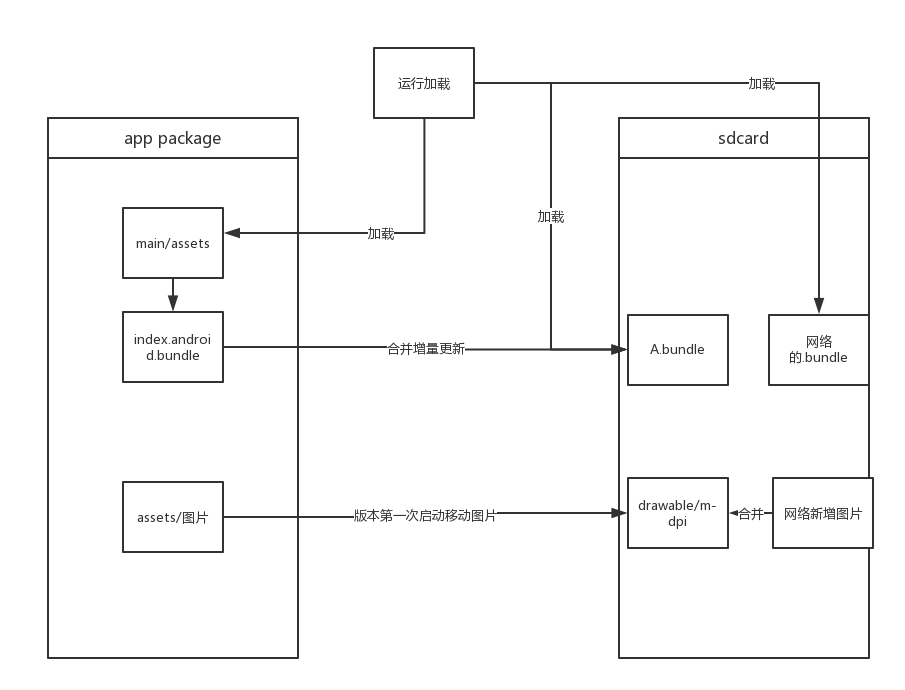 运行加载
加载
app package
sdcard
main/assets
加载
加载
index.androi
d.bundle
合并增量更新
A.bundle
网络
的.bundle
assets/图片
版本第一次启动移动图片
drawable/m-
dpi
合并
网络新增图片